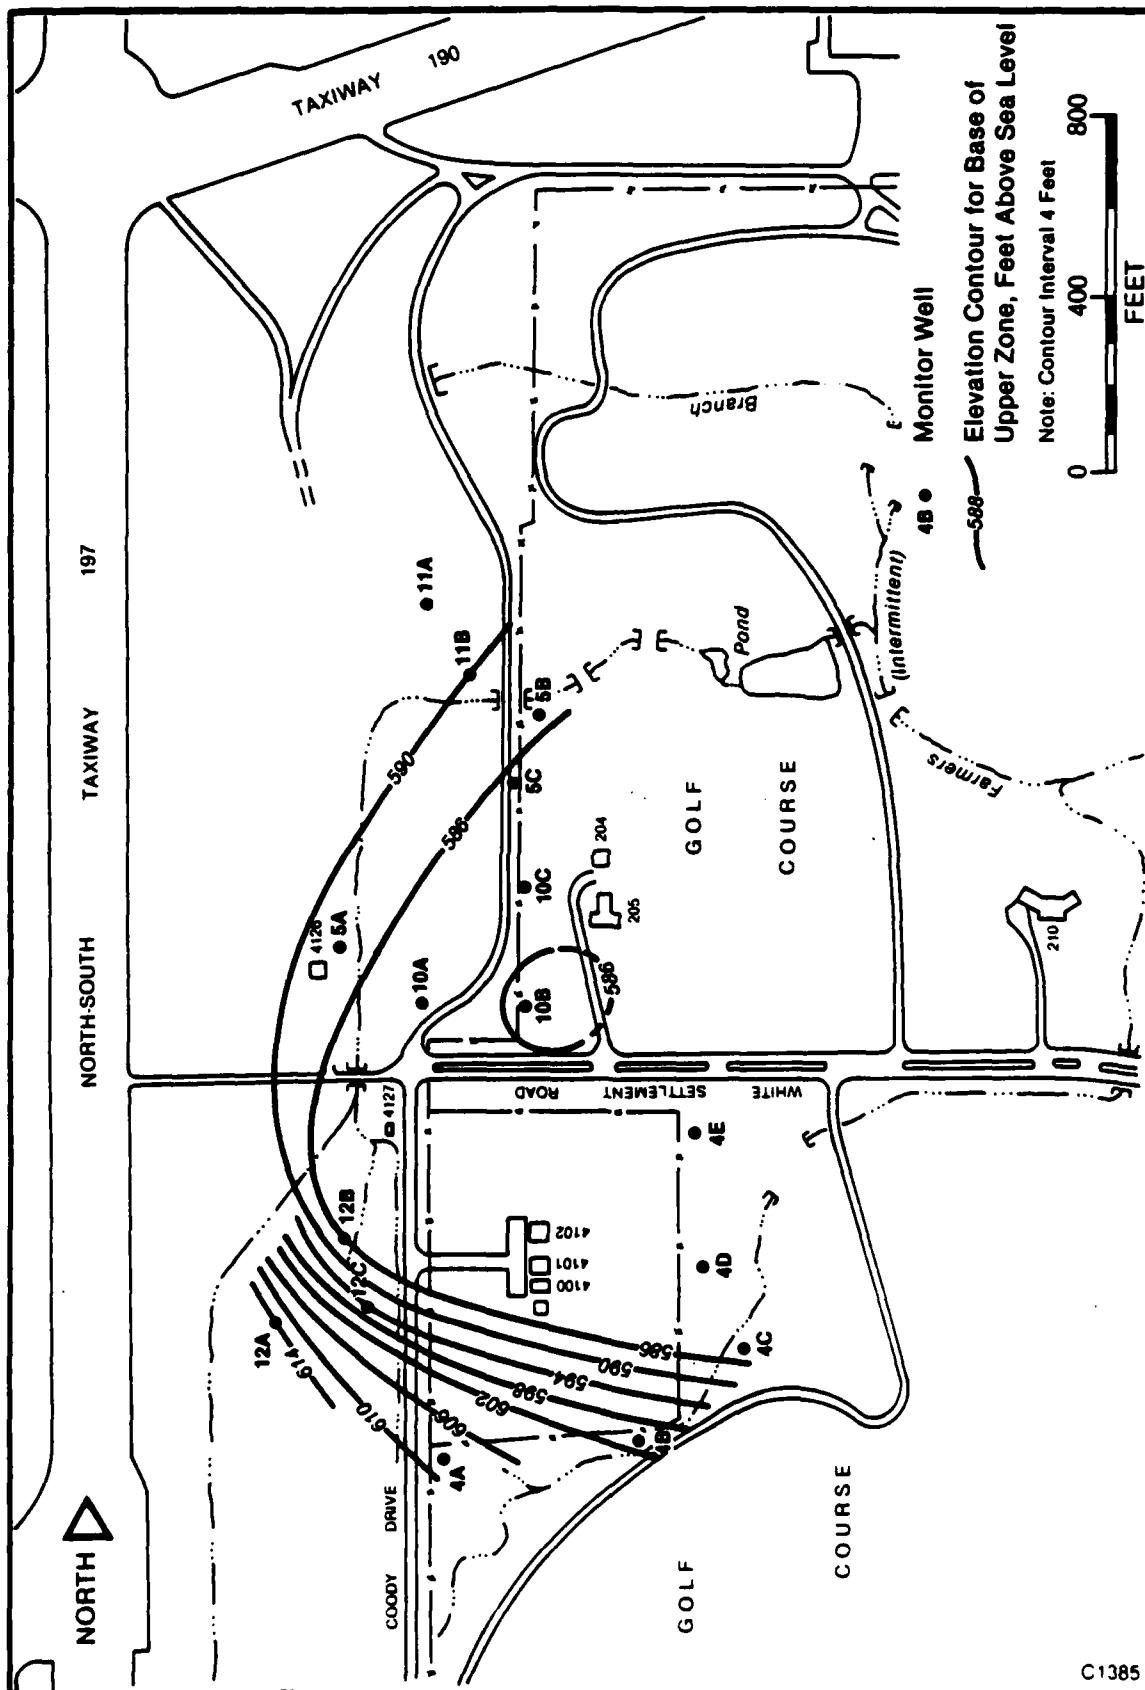 NORTH
NORTH-SOUTH TAXIWAY 197
TAXIWAY 190
COODY DRIVE
WHITE SETTLEMENT ROAD
12A
12B
12C
4A
4B
4C
4D
4E
5A
5B
5C
10A
10B
10C
11A
11B
614
610
606
602
598
594
590
586
590
586
586
4126
4127
4102
4101
4100
204
205
210
GOLF
COURSE
GOLF
COURSE
Pond
Farmers
Branch
(Intermittent)
4B Monitor Well
588 Elevation Contour for Base of
Upper Zone, Feet Above Sea Level
Note: Contour Interval 4 Feet
0 400 800
FEET
C1385